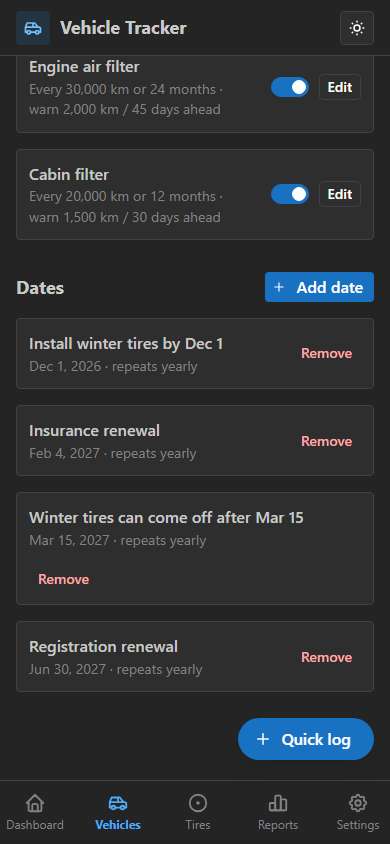 Vehicle Tracker
Engine air filter
Every 30,000 km or 24 months ·
warn 2,000 km / 45 days ahead
Edit
Cabin filter
Every 20,000 km or 12 months ·
warn 1,500 km / 30 days ahead
Edit
Dates
+ Add date
Install winter tires by Dec 1
Dec 1, 2026 · repeats yearly
Remove
Insurance renewal
Feb 4, 2027 · repeats yearly
Remove
Winter tires can come off after Mar 15
Mar 15, 2027 · repeats yearly
Remove
Registration renewal
Jun 30, 2027 · repeats yearly
Remove
+ Quick log
Dashboard
Vehicles
Tires
Reports
Settings